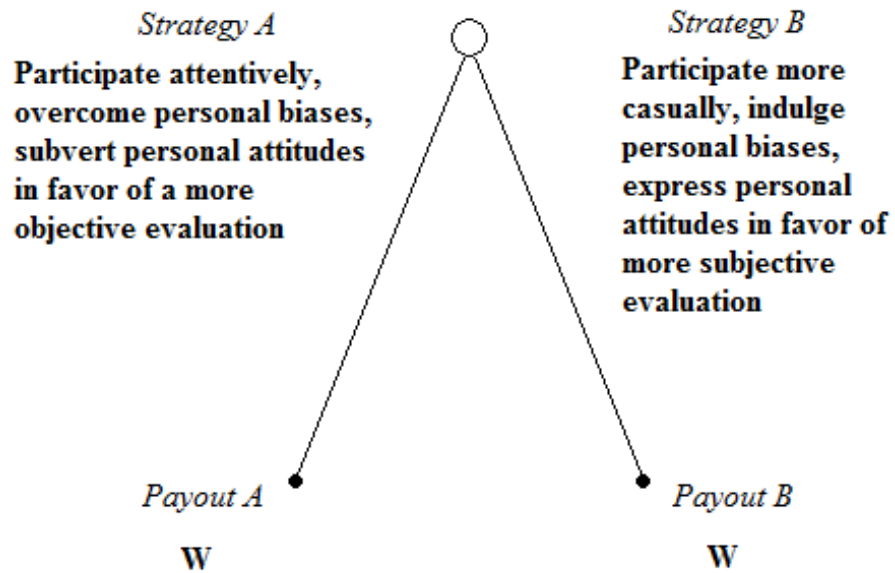 Strategy A
Participate attentively,
overcome personal biases,
subvert personal attitudes
in favor of a more
objective evaluation
Strategy B
Participate more
casually, indulge
personal biases,
express personal
attitudes in favor of
more subjective
evaluation
Payout A
W
Payout B
W